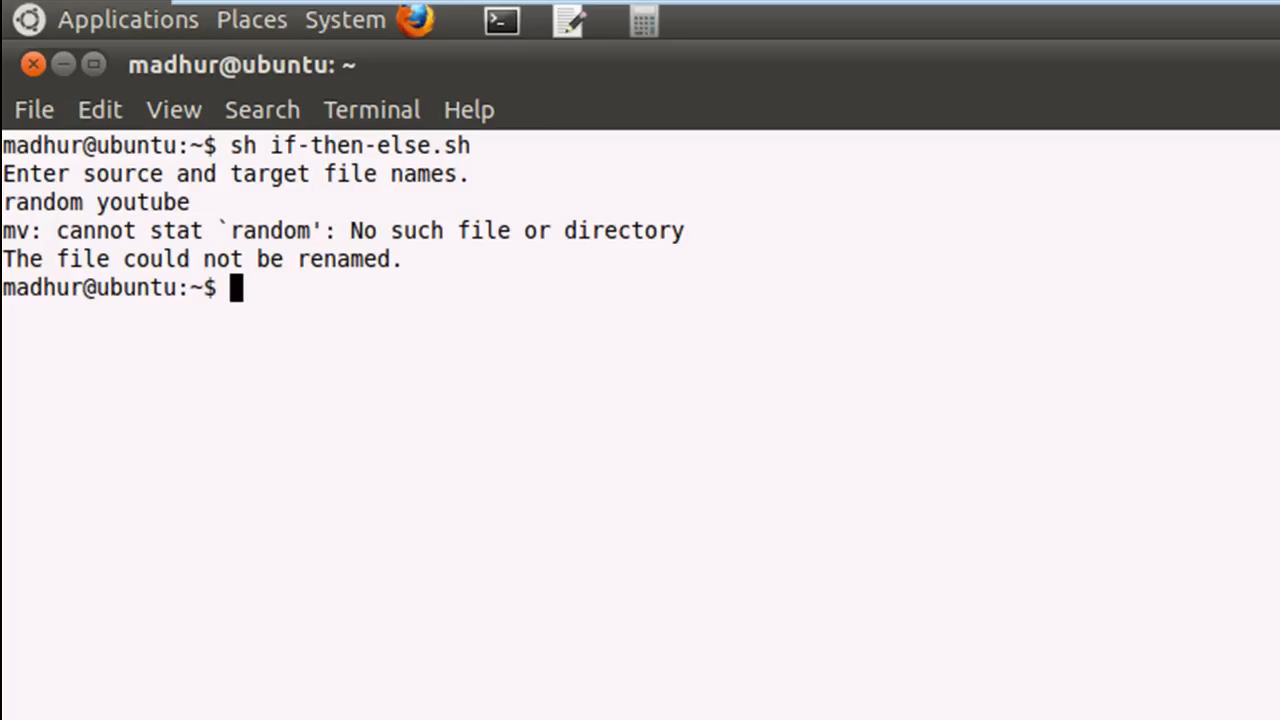 Applications Places System
madhur@ubuntu: ~
File Edit View Search Terminal Help
madhur@ubuntu:~$ sh if-then-else.sh
Enter source and target file names.
random youtube
mv: cannot stat `random': No such file or directory
The file could not be renamed.
madhur@ubuntu:~$